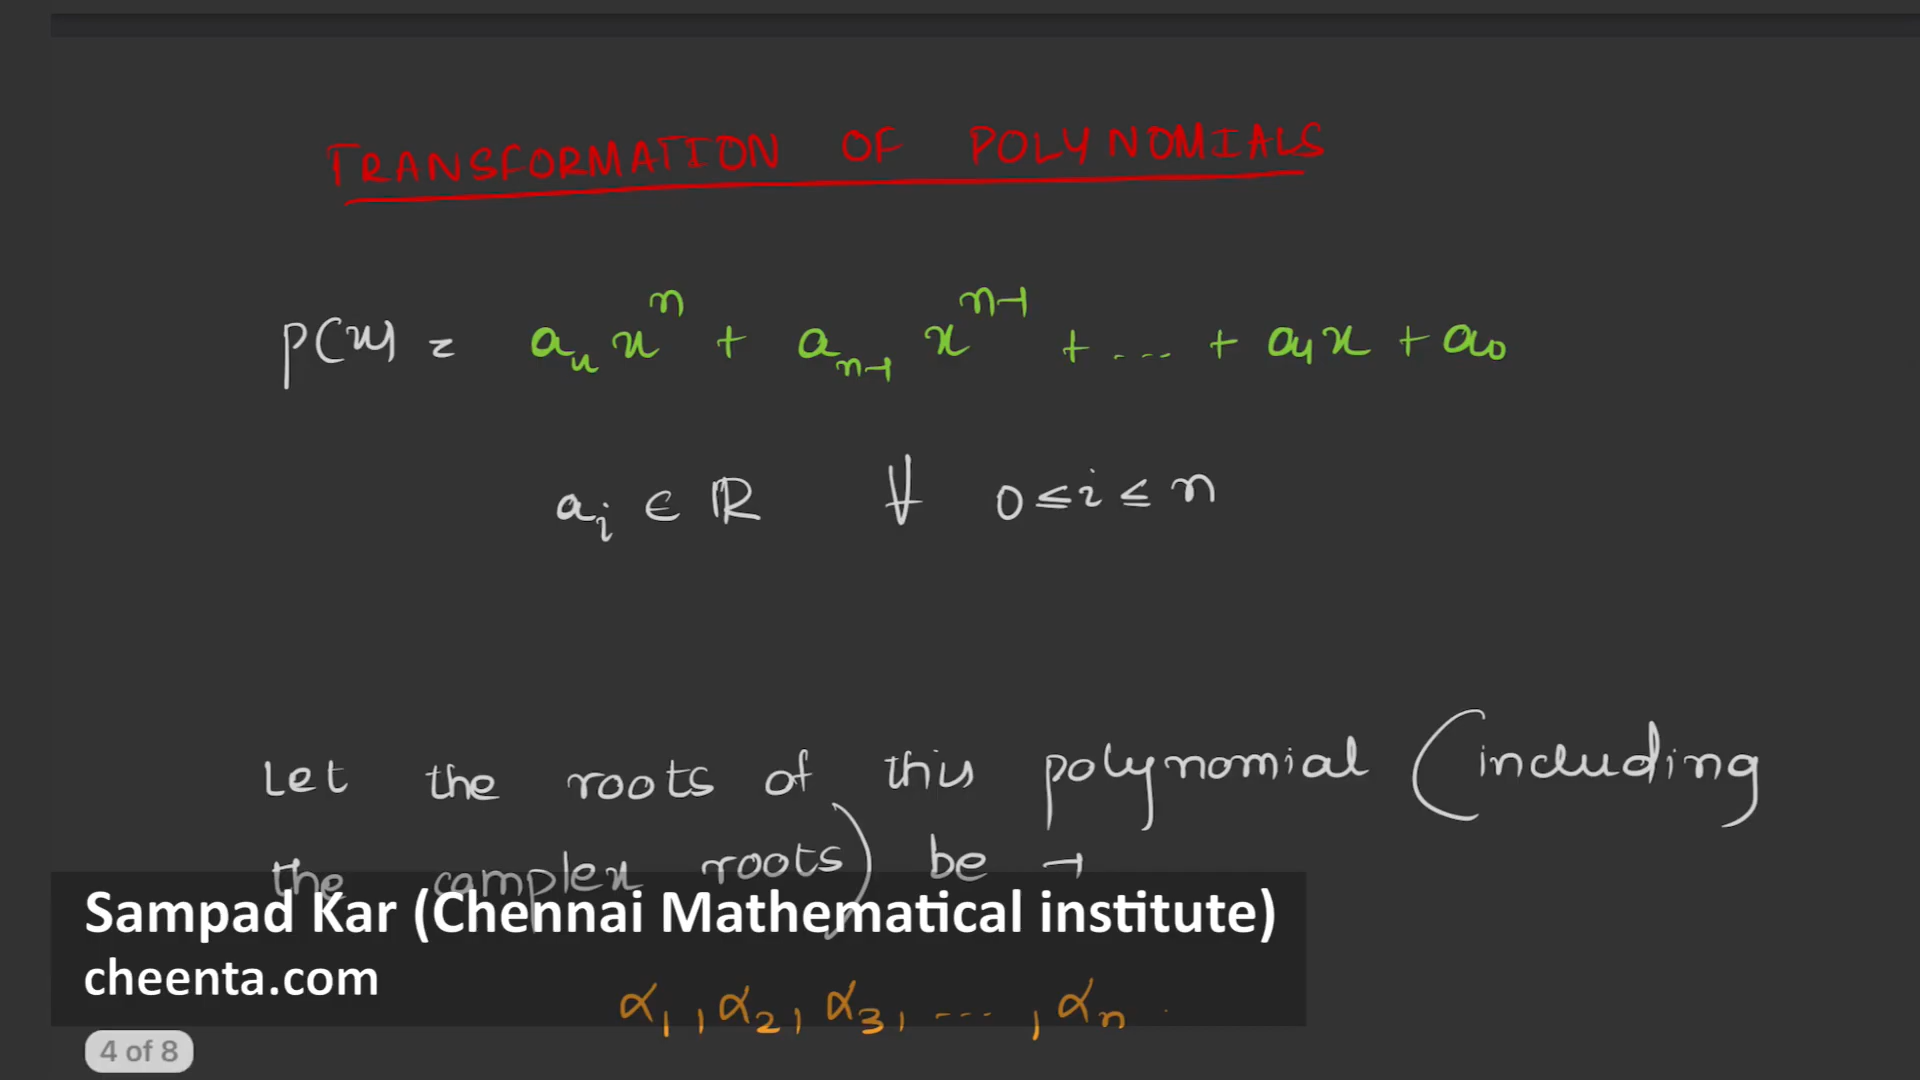 TRANSFORMATION OF POLYNOMIALS
p(x) = aₙxⁿ + aₙ₋₁xⁿ⁻¹ + ... + a₁x + a₀
aᵢ ∈ ℝ ∀ 0 ≤ i ≤ n
Let the roots of this polynomial (including
the complex roots) be →
Sampad Kar (Chennai Mathematical institute)
cheenta.com
α₁, α₂, α₃, ..., αₙ
4 of 8